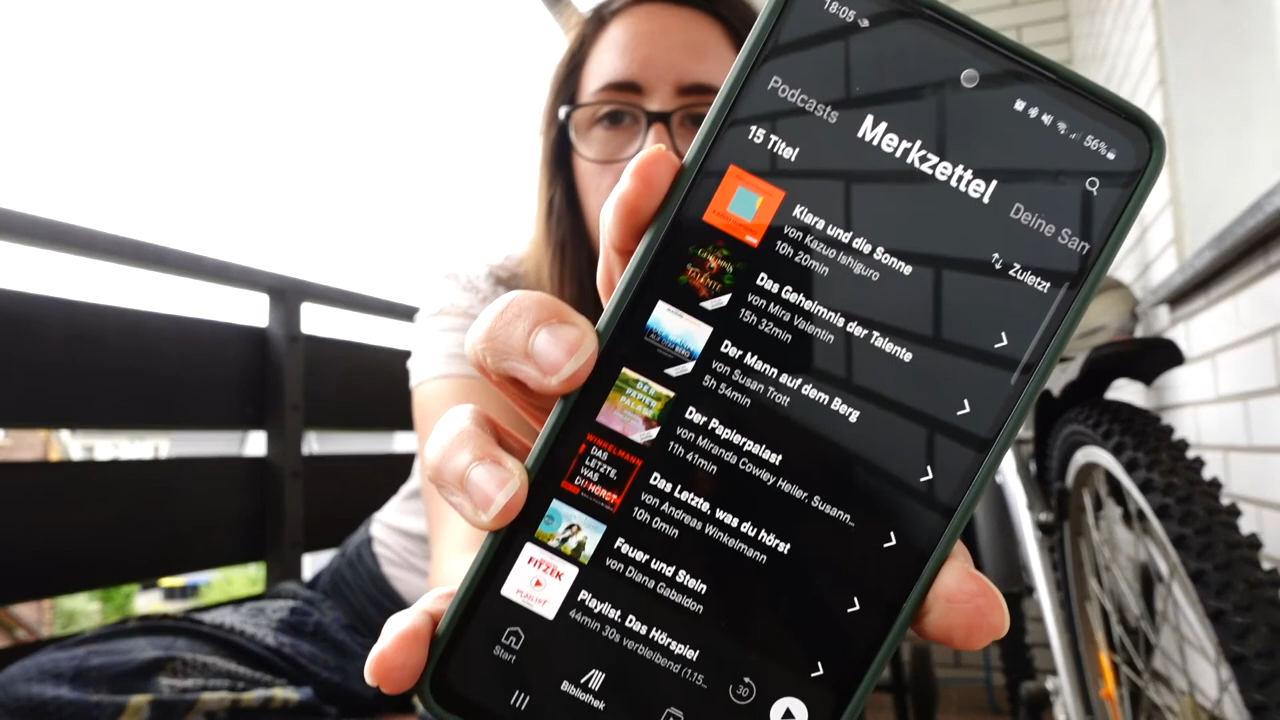 18:05
56%
Podcasts
Merkzettel
Deine Sam
15 Titel
Zuletzt
Klara und die Sonne
von Kazuo Ishiguro
10h 20min
Das Geheimnis der Talente
von Mira Valentin
15h 32min
Der Mann auf dem Berg
von Susan Trott
5h 54min
DER
PAPIER
PALAST
Der Papierpalast
von Miranda Cowley Heller, Susann...
11h 41min
WINKELMANN
DAS
LETZTE,
WAS
DU HÖRST
Das Letzte, was du hörst
von Andreas Winkelmann
10h 0min
Feuer und Stein
von Diana Gabaldon
FITZEK
PLAYLIST
Playlist. Das Hörspiel
44min 30s verbleibend (1.15...
30
Start
Bibliothek